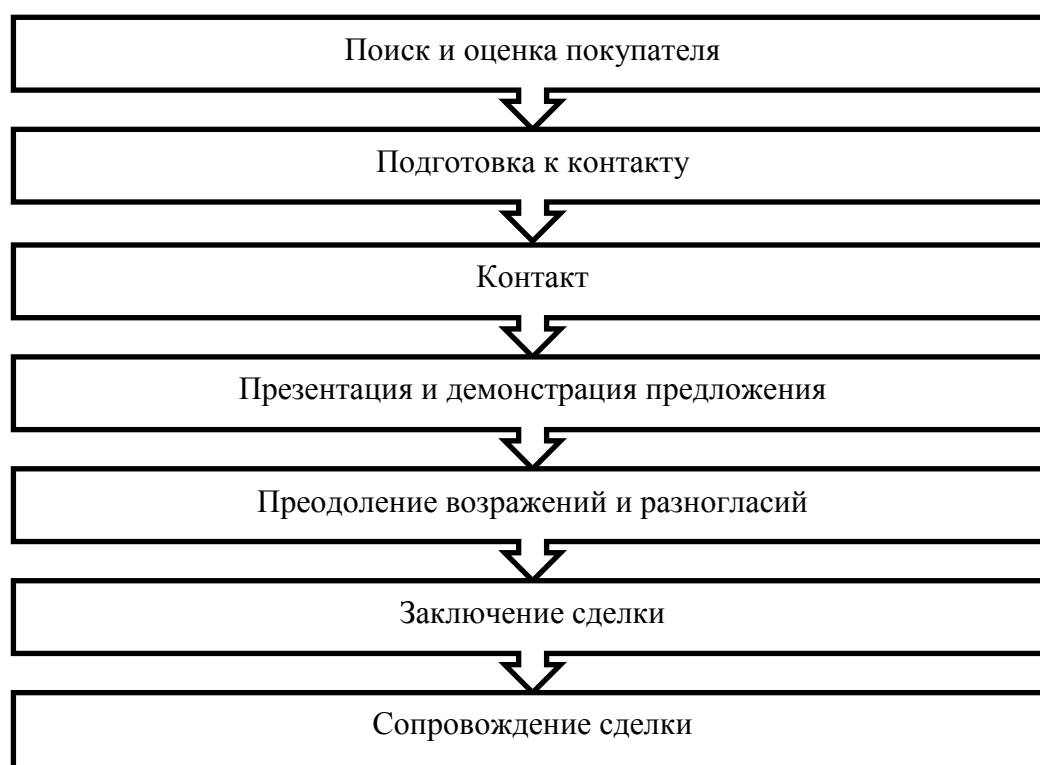 Поиск и оценка покупателя
Подготовка к контакту
Контакт
Презентация и демонстрация предложения
Преодоление возражений и разногласий
Заключение сделки
Сопровождение сделки